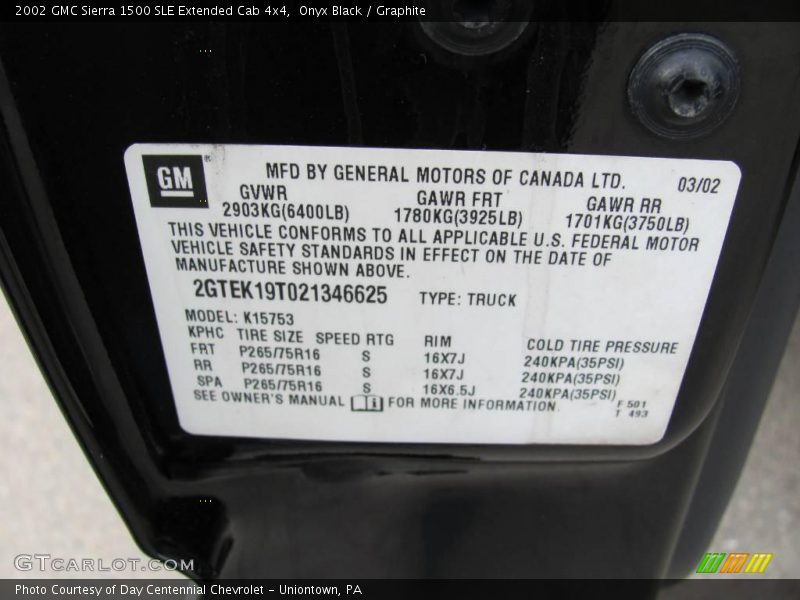 2002 GMC Sierra 1500 SLE Extended Cab 4x4,  Onyx Black / Graphite
GM
MFD BY GENERAL MOTORS OF CANADA LTD. 03/02
GVWR GAWR FRT GAWR RR
2903KG(6400LB) 1780KG(3925LB) 1701KG(3750LB)
THIS VEHICLE CONFORMS TO ALL APPLICABLE U.S. FEDERAL MOTOR
VEHICLE SAFETY STANDARDS IN EFFECT ON THE DATE OF
MANUFACTURE SHOWN ABOVE.
2GTEK19T021346625 TYPE: TRUCK
MODEL: K15753
KPHC TIRE SIZE SPEED RTG RIM COLD TIRE PRESSURE
FRT P265/75R16 S 16X7J 240KPA(35PSI)
RR P265/75R16 S 16X7J 240KPA(35PSI)
SPA P265/75R16 S 16X6.5J 240KPA(35PSI)
SEE OWNER'S MANUAL FOR MORE INFORMATION. F 501
T 493
GTCARLOT.COM
Photo Courtesy of Day Centennial Chevrolet - Uniontown, PA